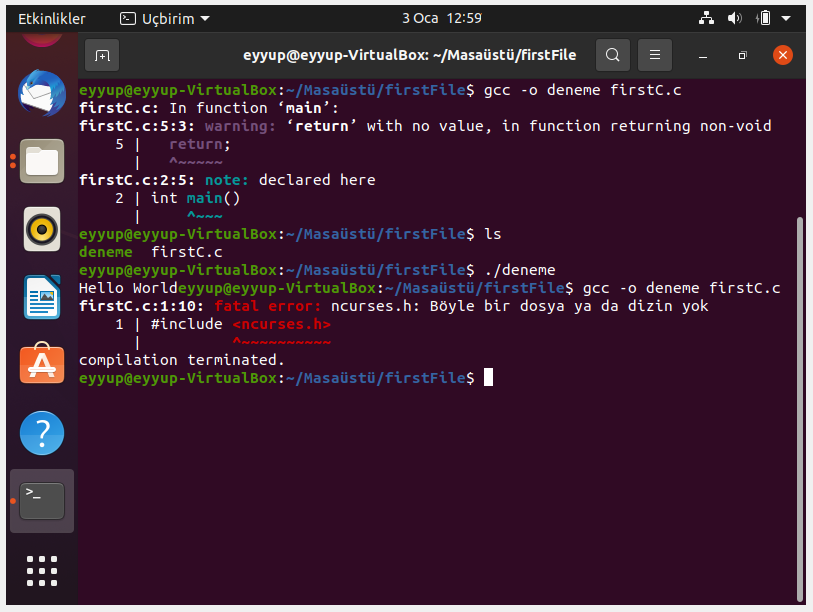 Etkinlikler
Uçbirim
3 Oca 12:59
eyyup@eyyup-VirtualBox: ~/Masaüstü/firstFile
eyyup@eyyup-VirtualBox:~/Masaüstü/firstFile$ gcc -o deneme firstC.c
firstC.c: In function ‘main’:
firstC.c:5:3: warning: ‘return’ with no value, in function returning non-void
    5 |   return;
      |   ^~~~~~
firstC.c:2:5: note: declared here
    2 | int main()
      |     ^~~~
eyyup@eyyup-VirtualBox:~/Masaüstü/firstFile$ ls
deneme  firstC.c
eyyup@eyyup-VirtualBox:~/Masaüstü/firstFile$ ./deneme
Hello Worldeyyup@eyyup-VirtualBox:~/Masaüstü/firstFile$ gcc -o deneme firstC.c
firstC.c:1:10: fatal error: ncurses.h: Böyle bir dosya ya da dizin yok
    1 | #include <ncurses.h>
      |          ^~~~~~~~~~~
compilation terminated.
eyyup@eyyup-VirtualBox:~/Masaüstü/firstFile$